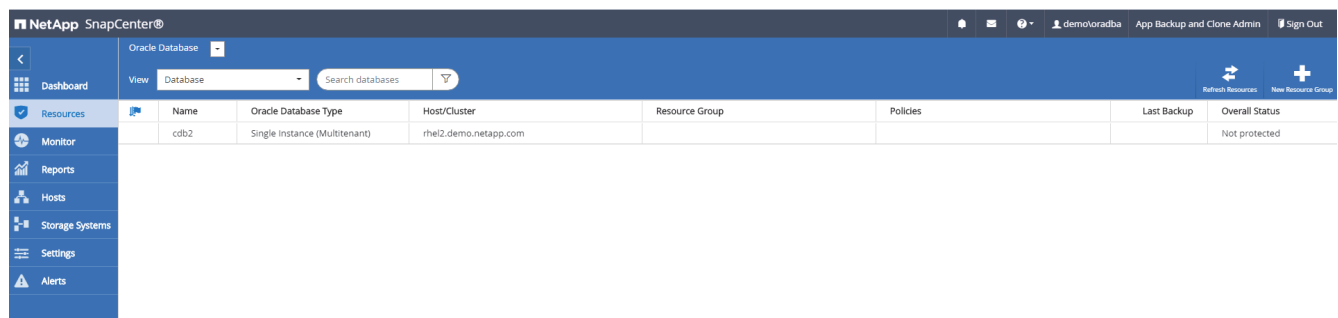 NetApp SnapCenter®
demo\oradba App Backup and Clone Admin Sign Out
Oracle Database
View Database Search databases
Refresh Resources New Resource Group
Dashboard
Resources
Monitor
Reports
Hosts
Storage Systems
Settings
Alerts
Name Oracle Database Type Host/Cluster Resource Group Policies Last Backup Overall Status
cdb2 Single Instance (Multitenant) rhel2.demo.netapp.com Not protected